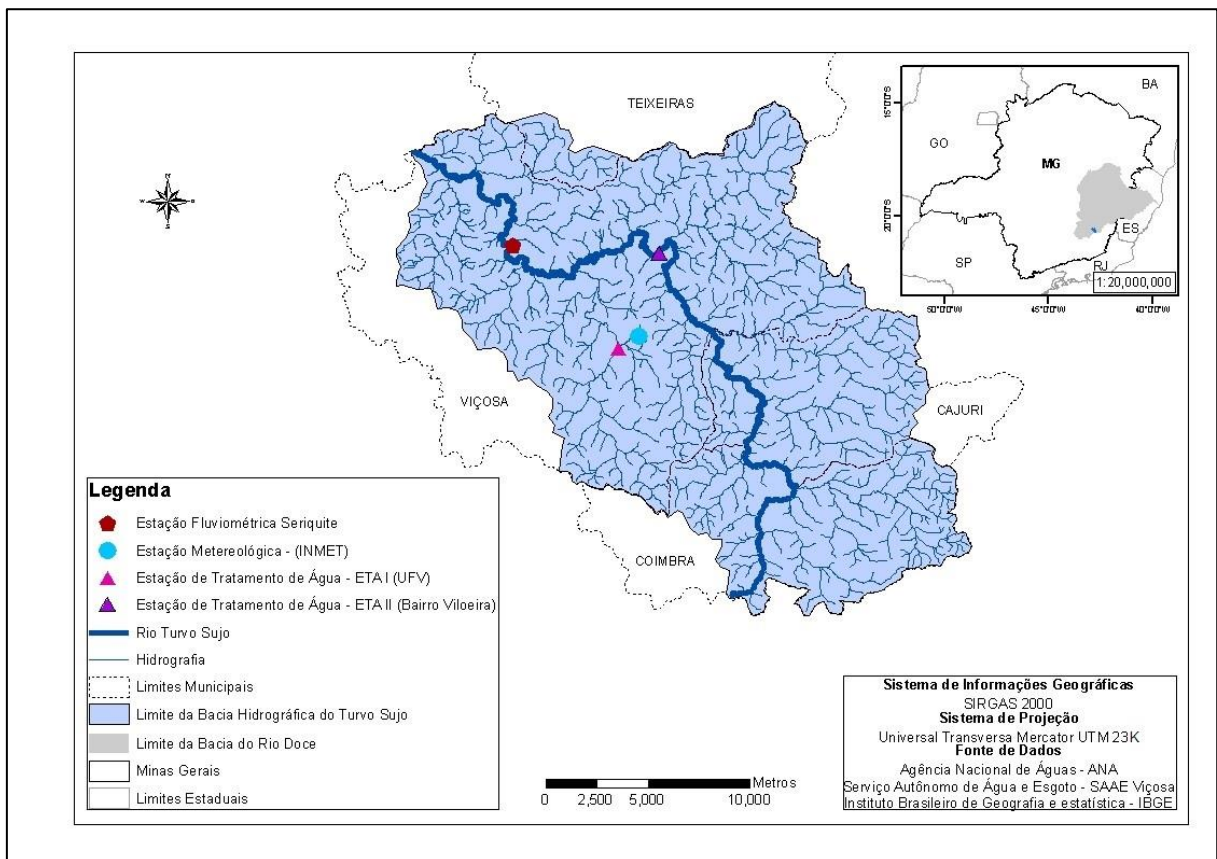 TEIXEIRAS
VIÇOSA
CAJURI
COIMBRA
BA
GO
MG
ES
SP
RJ
1:20,000,000
15°0'0"S
20°0'0"S
50°0'0"W
45°0'0"W
40°0'0"W
Legenda
Estação Fluviométrica Seriquite
Estação Metereológica - (INMET)
Estação de Tratamento de Água - ETA I (UFV)
Estação de Tratamento de Água - ETA II (Bairro Viloeira)
Rio Turvo Sujo
Hidrografia
Limites Municipais
Limite da Bacia Hidrográfica do Turvo Sujo
Limite da Bacia do Rio Doce
Minas Gerais
Limites Estaduais
Metros
0 2,500 5,000 10,000
Sistema de Informações Geográficas
SIRGAS 2000
Sistema de Projeção
Universal Transversa Mercator UTM 23K
Fonte de Dados
Agência Nacional de Águas - ANA
Serviço Autônomo de Água e Esgoto - SAAE Viçosa
Instituto Brasileiro de Geografia e estatística - IBGE